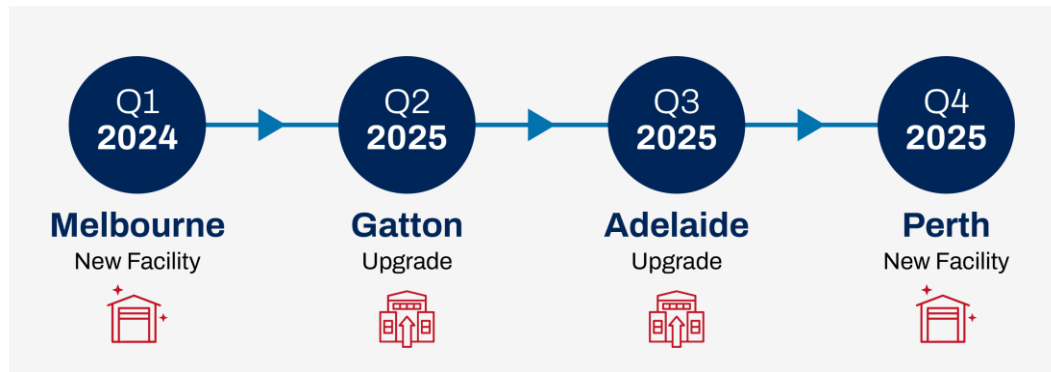 Q1
2024
Q2
2025
Q3
2025
Q4
2025
Melbourne
New Facility
Gatton
Upgrade
Adelaide
Upgrade
Perth
New Facility